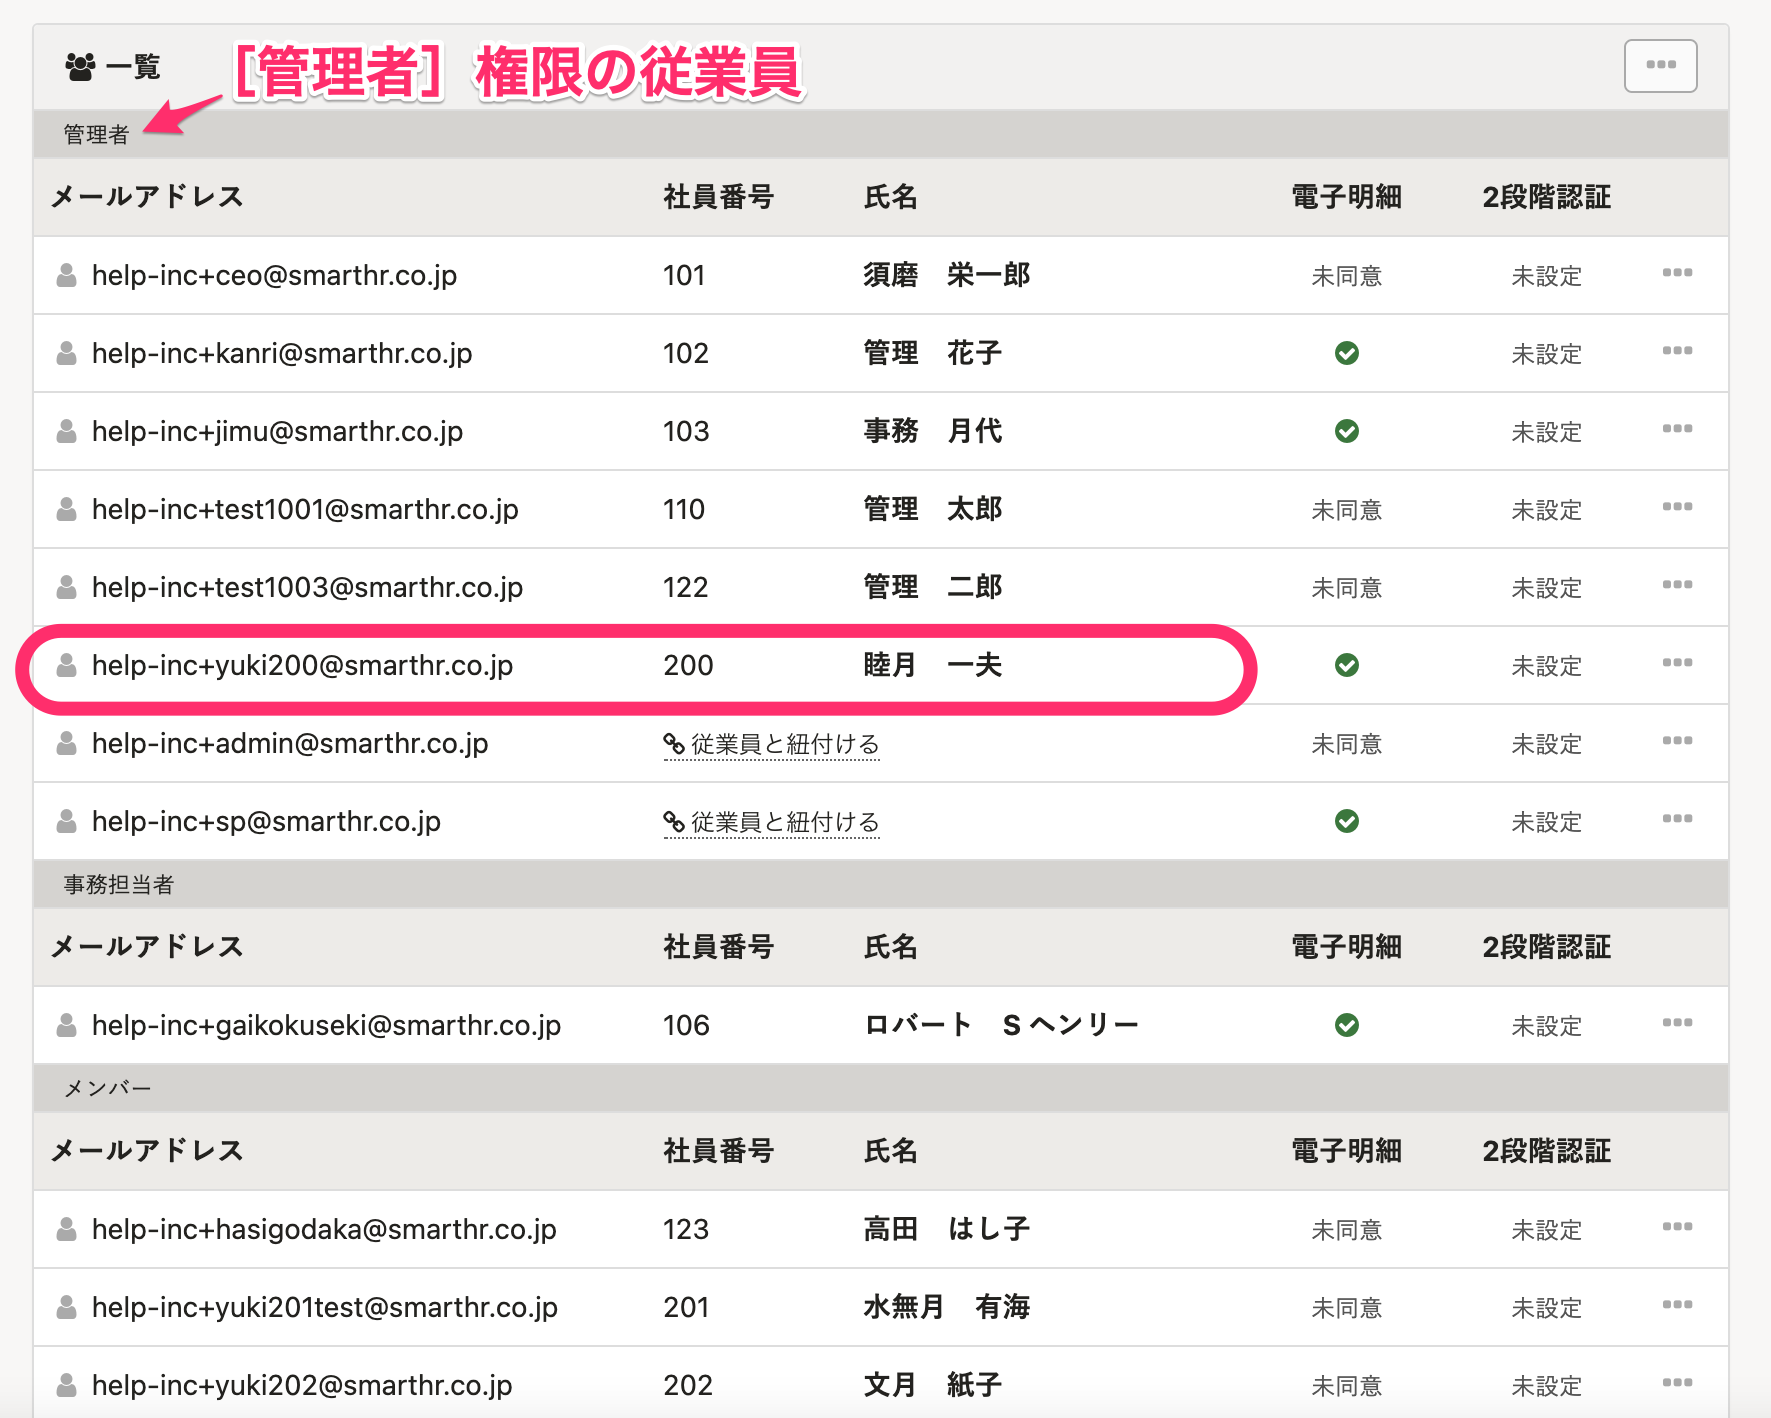 一覧 ［管理者］権限の従業員
管理者
メールアドレス 社員番号 氏名 電子明細 2段階認証
help-inc+ceo@smarthr.co.jp 101 須磨　栄一郎 未同意 未設定
help-inc+kanri@smarthr.co.jp 102 管理　花子 未設定
help-inc+jimu@smarthr.co.jp 103 事務　月代 未設定
help-inc+test1001@smarthr.co.jp 110 管理　太郎 未同意 未設定
help-inc+test1003@smarthr.co.jp 122 管理　二郎 未同意 未設定
help-inc+yuki200@smarthr.co.jp 200 睦月　一夫 未設定
help-inc+admin@smarthr.co.jp 従業員と紐付ける 未同意 未設定
help-inc+sp@smarthr.co.jp 従業員と紐付ける 未設定
事務担当者
メールアドレス 社員番号 氏名 電子明細 2段階認証
help-inc+gaikokuseki@smarthr.co.jp 106 ロバート　S ヘンリー 未設定
メンバー
メールアドレス 社員番号 氏名 電子明細 2段階認証
help-inc+hasigodaka@smarthr.co.jp 123 高田　はし子 未同意 未設定
help-inc+yuki201test@smarthr.co.jp 201 水無月　有海 未同意 未設定
help-inc+yuki202@smarthr.co.jp 202 文月　紙子 未同意 未設定